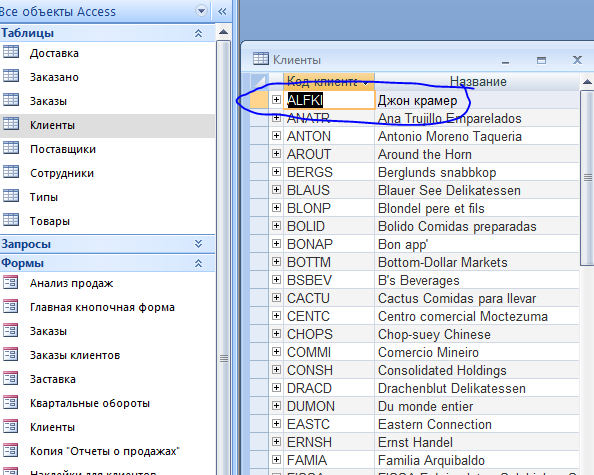 Все объекты Access
Таблицы
Доставка
Заказано
Заказы
Клиенты
Поставщики
Сотрудники
Типы
Товары
Запросы
Формы
Анализ продаж
Главная кнопочная форма
Заказы
Заказы клиентов
Заставка
Квартальные обороты
Клиенты
Копия "Отчеты о продажах"
Клиенты
Код клиента Название
ALFKI Джон крамер
ANATR Ana Trujillo Emparelados
ANTON Antonio Moreno Taqueria
AROUT Around the Horn
BERGS Berglunds snabbkop
BLAUS Blauer See Delikatessen
BLONP Blondel pere et fils
BOLID Bolido Comidas preparadas
BONAP Bon app'
BOTTM Bottom-Dollar Markets
BSBEV B's Beverages
CACTU Cactus Comidas para llevar
CENTC Centro comercial Moctezuma
CHOPS Chop-suey Chinese
COMMI Comercio Mineiro
CONSH Consolidated Holdings
DRACD Drachenblut Delikatessen
DUMON Du monde entier
EASTC Eastern Connection
ERNSH Ernst Handel
FAMIA Familia Arquibaldo